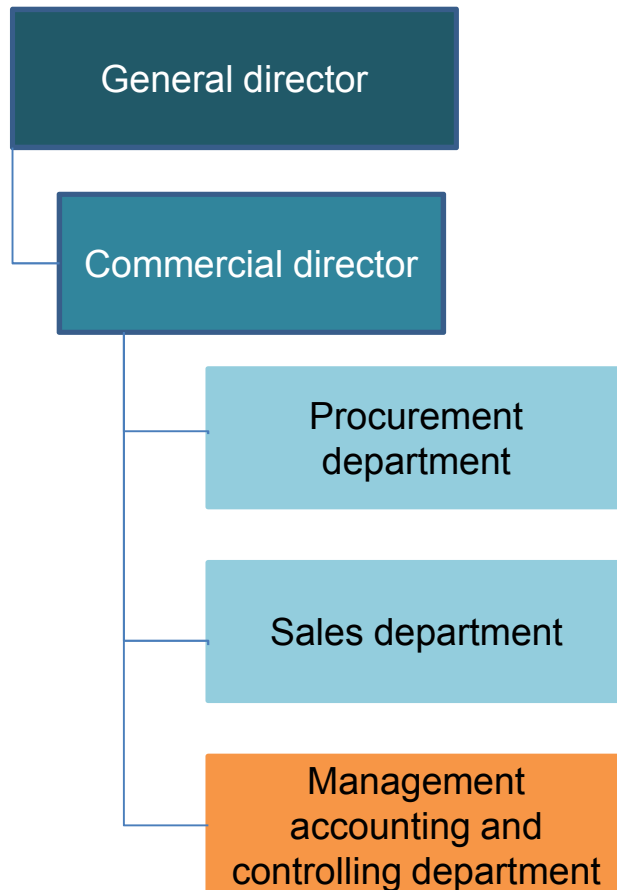 General director
Commercial director
Procurement
department
Sales department
Management
accounting and
controlling department